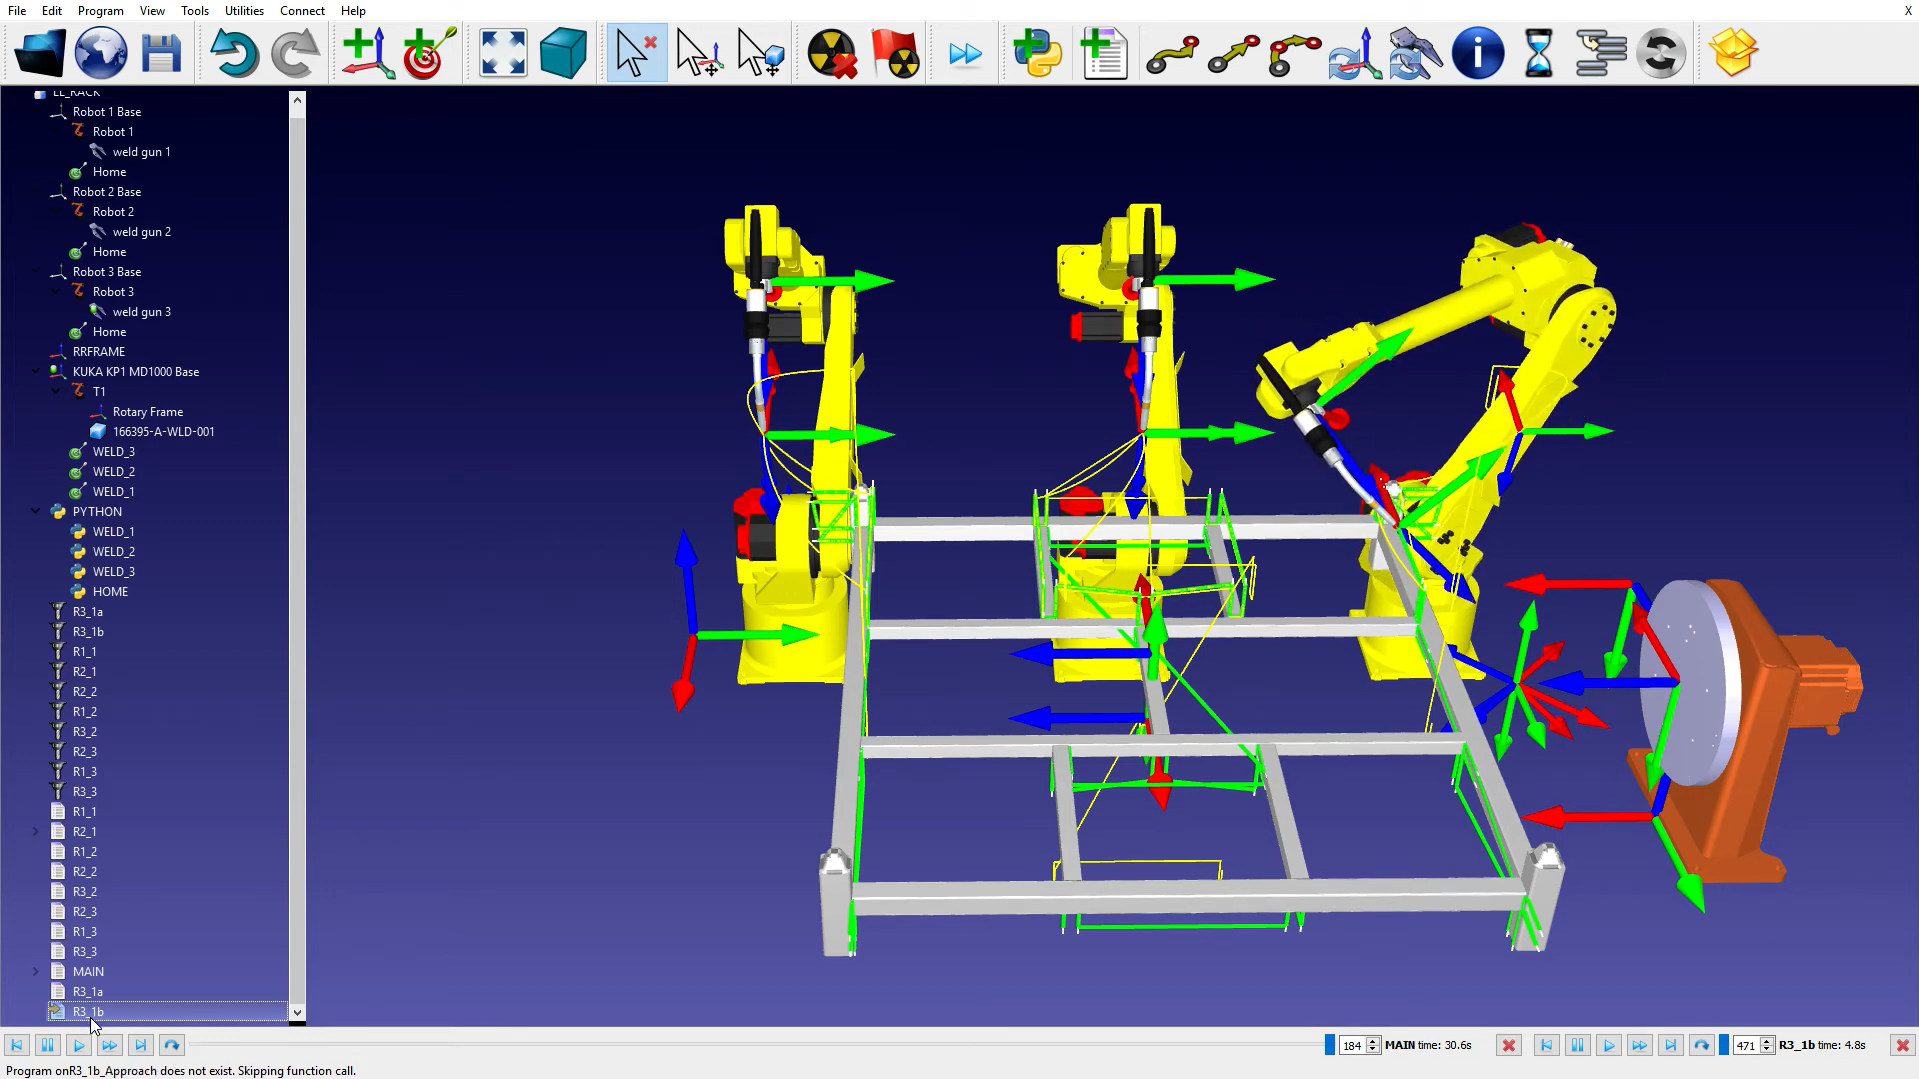 File Edit Program View Tools Utilities Connect Help X
LL_RACK
Robot 1 Base
Robot 1
weld gun 1
Home
Robot 2 Base
Robot 2
weld gun 2
Home
Robot 3 Base
Robot 3
weld gun 3
Home
RRFRAME
KUKA KP1 MD1000 Base
T1
Rotary Frame
166395-A-WLD-001
WELD_3
WELD_2
WELD_1
PYTHON
WELD_1
WELD_2
WELD_3
HOME
R3_1a
R3_1b
R1_1
R2_1
R2_2
R1_2
R3_2
R2_3
R1_3
R3_3
R1_1
R2_1
R1_2
R2_2
R3_2
R2_3
R1_3
R3_3
MAIN
R3_1a
R3_1b
184 MAIN time: 30.6s 471 R3_1b time: 4.8s
Program onR3_1b_Approach does not exist. Skipping function call.